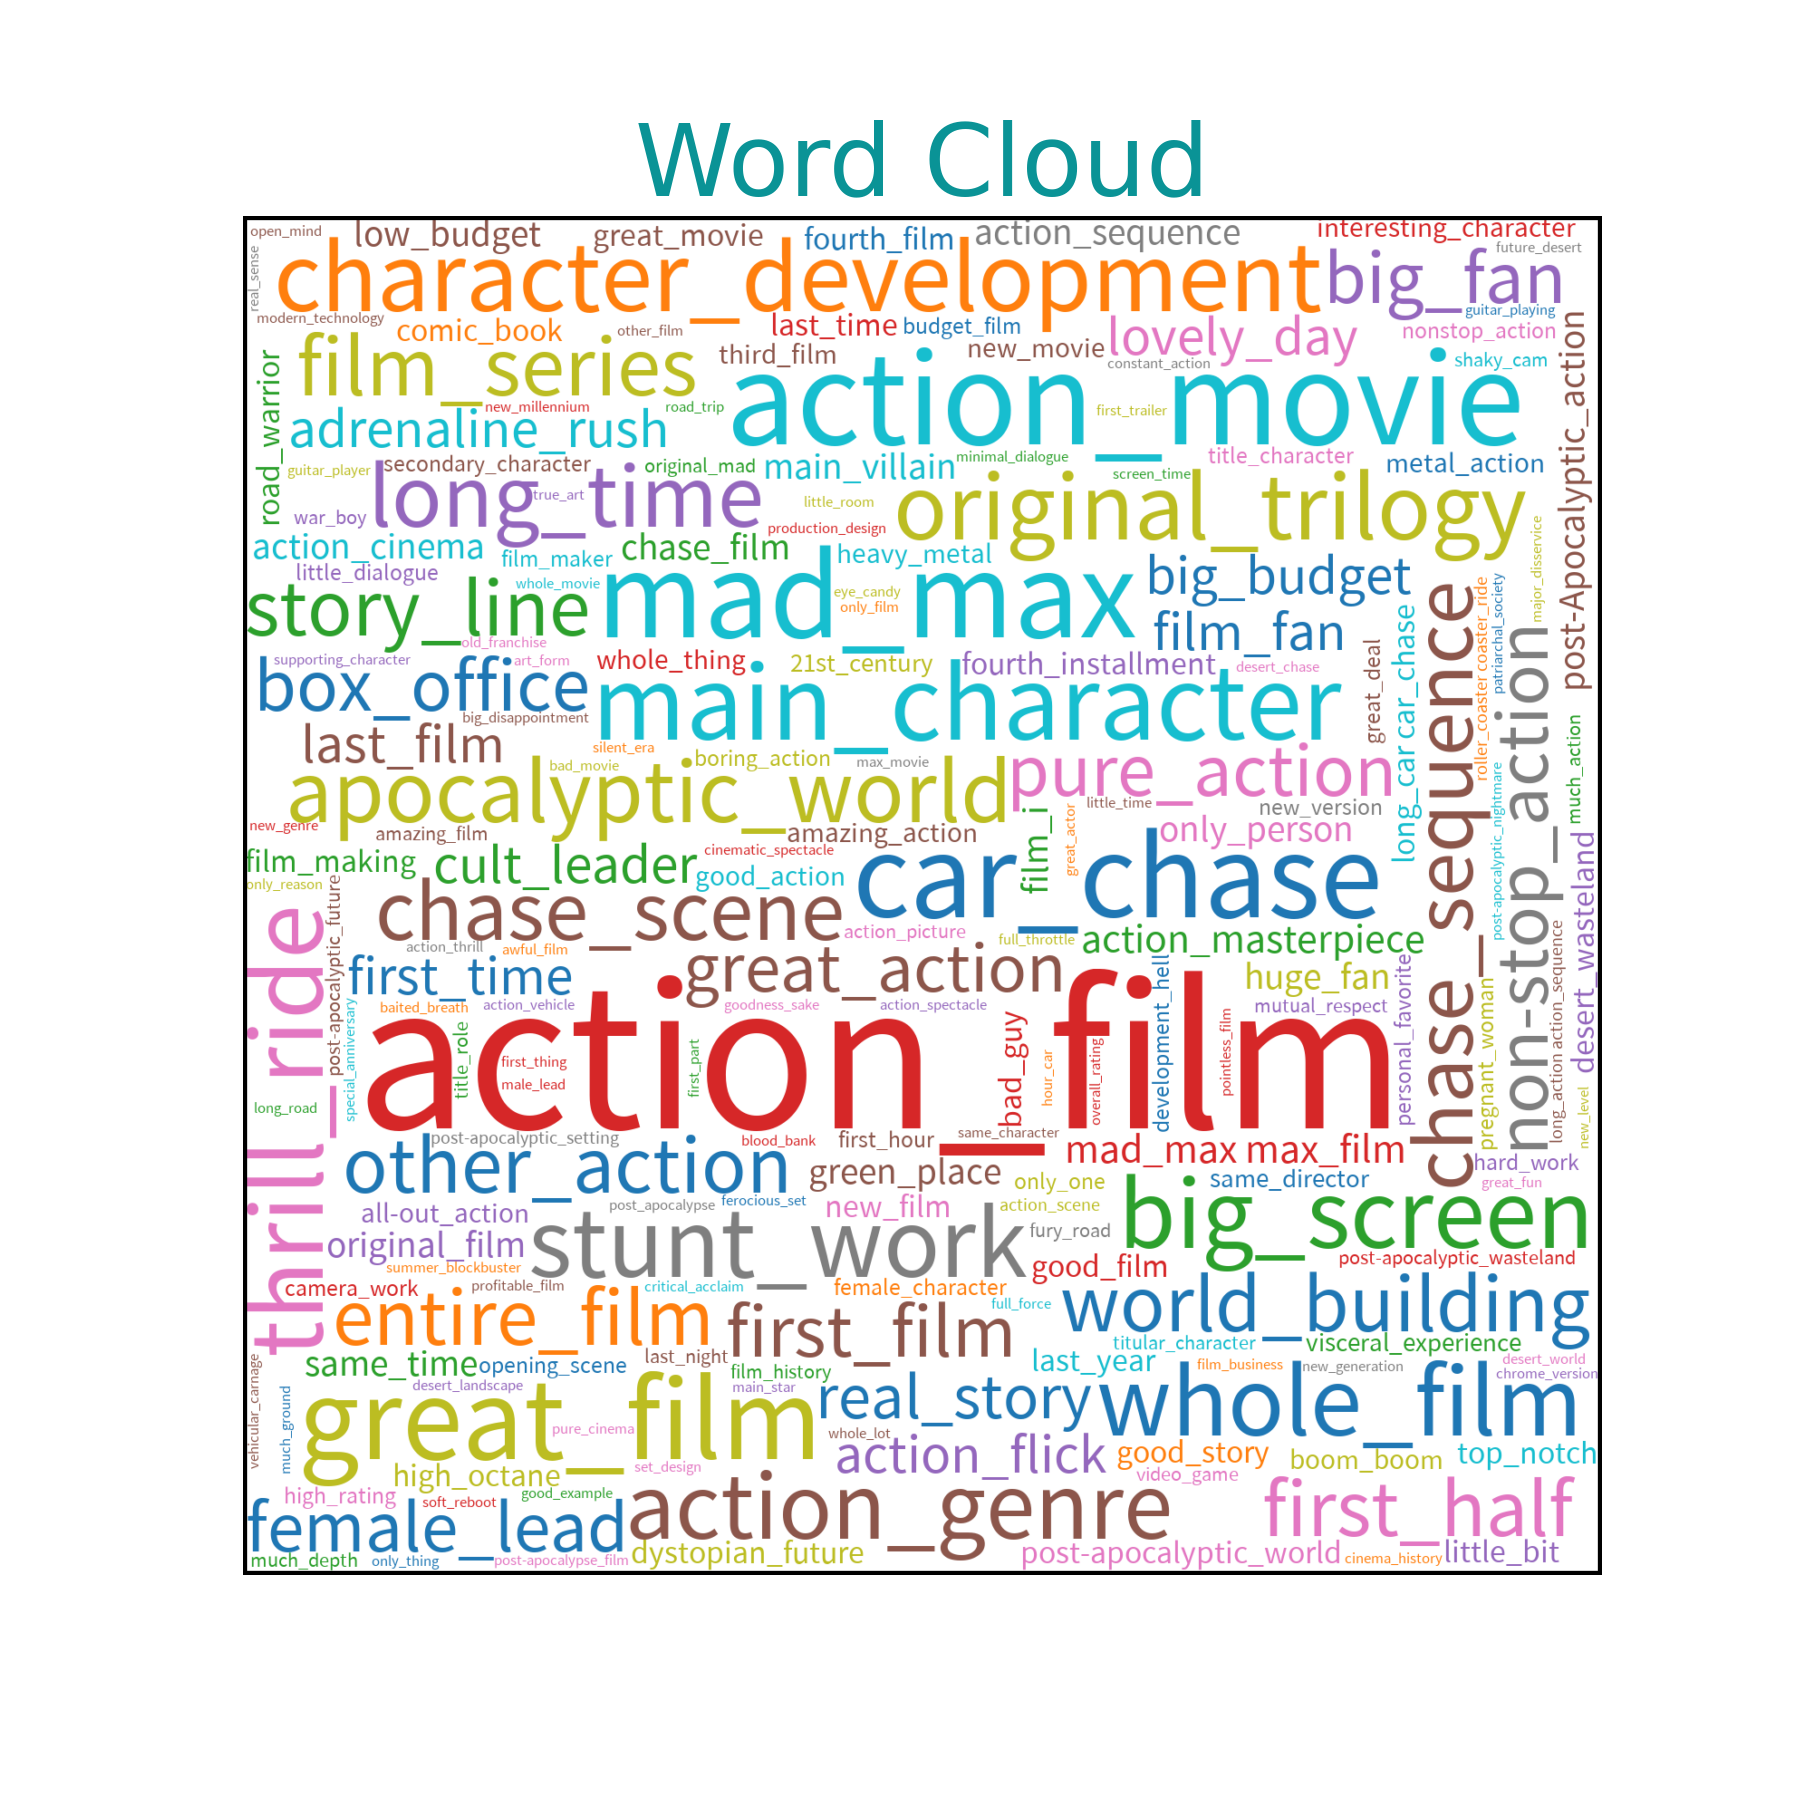 Word Cloud
open_mind
low_budget
great_movie
fourth_film
action_sequence
interesting_character
future_desert
real_sense
character_development
big_fan
modern_technology
comic_book
other_film
last_time
budget_film
lovely_day
guitar_playing
nonstop_action
film_series
third_film
new_movie
constant_action
shaky_cam
post-Apocalyptic_action
road_warrior
adrenaline_rush
new_millennium
road_trip
action_movie
first_trailer
guitar_player
secondary_character
original_mad
main_villain
minimal_dialogue
title_character
metal_action
screen_time
long_time
true_art
little_room
original_trilogy
war_boy
production_design
action_cinema
film_maker
chase_film
heavy_metal
major_disservice
little_dialogue
whole_movie
mad_max
eye_candy
only_film
big_budget
story_line
old_franchise
film_fan
long_car car_chase
chase_sequence
roller_coaster coaster_ride
patriarchal_society
non-stop_action
supporting_character
art_form
whole_thing
21st_century
fourth_installment
desert_chase
great_deal
box_office
big_disappointment
main_character
last_film
silent_era
bad_movie
boring_action
max_movie
pure_action
apocalyptic_world
little_time
new_version
much_action
post-apocalyptic_nightmare
new_genre
amazing_film
amazing_action
film_i
great_actor
only_person
film_making
cult_leader
cinematic_spectacle
good_action
car_chase
desert_wasteland
only_reason
post-apocalyptic_future
chase_scene
action_picture
full_throttle
action_masterpiece
action_thrill
awful_film
thrill_ride
first_time
great_action
huge_fan
personal_favorite
pregnant_woman
long_action action_sequence
special_anniversary
baited_breath
action_vehicle
goodness_sake
action_spectacle
development_hell
mutual_respect
action_film
title_role
first_thing
male_lead
first_part
bad_guy
hour_car
overall_rating
pointless_film
new_level
long_road
post-apocalyptic_setting
blood_bank
first_hour
same_character
mad_max max_film
hard_work
other_action
green_place
only_one
same_director
great_fun
all-out_action
post_apocalypse
ferocious_set
new_film
action_scene
big_screen
original_film
stunt_work
fury_road
summer_blockbuster
good_film
post-apocalyptic_wasteland
camera_work
profitable_film
critical_acclaim
female_character
full_force
world_building
entire_film
first_film
titular_character
visceral_experience
same_time
opening_scene
last_night
film_history
last_year
film_business
new_generation
desert_world
chrome_version
vehicular_carnage
much_ground
desert_landscape
main_star
great_film
real_story
whole_film
pure_cinema
whole_lot
action_flick
good_story
boom_boom
top_notch
high_octane
set_design
video_game
high_rating
soft_reboot
good_example
action_genre
first_half
female_lead
much_depth
only_thing
post-apocalypse_film
dystopian_future
post-apocalyptic_world
cinema_history
little_bit